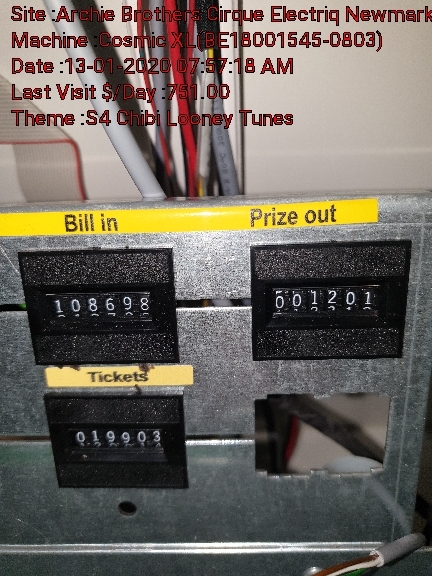 Site :Archie Brothers Cirque Electriq Newmark
Machine :Cosmic XL(BE18001545-0803)
Date :13-01-2020 07:57:18 AM
Last Visit $/Day :751.00
Theme :S4 Chibi Looney Tunes
Bill in
Prize out
108698
001201
Tickets
019903